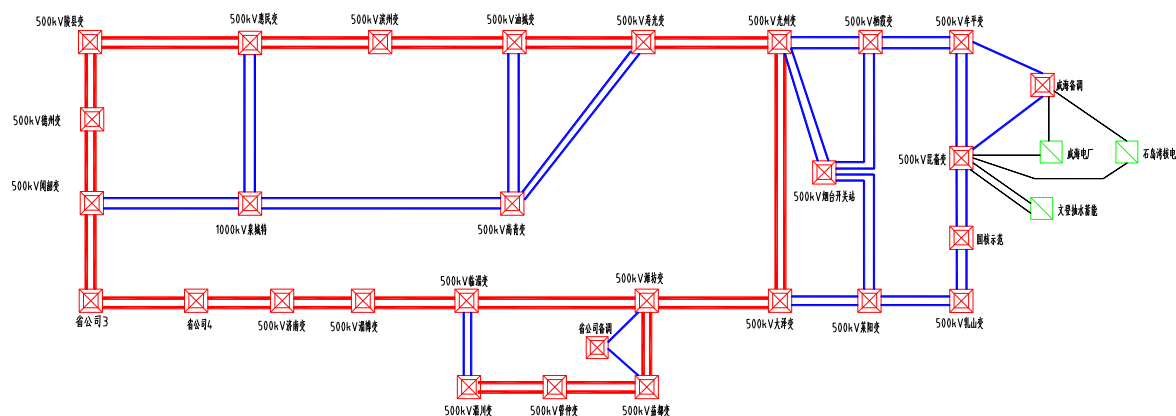 500kV陵县变
500kV惠民变
500kV滨州变
500kV油城变
500kV寿光变
500kV光州变
500kV栖霞变
500kV牟平变
威海备调
500kV德州变
500kV昆嵛变
威海电厂
石岛湾核电
500kV闻韶变
1000kV泉城特
500kV高青变
500kV烟台开关站
文登抽水蓄能
国核示范
500kV临淄变
500kV潍坊变
省公司3
省公司4
500kV济南变
500kV淄博变
500kV大泽变
500kV莱阳变
500kV乳山变
省公司备调
500kV淄川变
500kV管仲变
500kV益都变